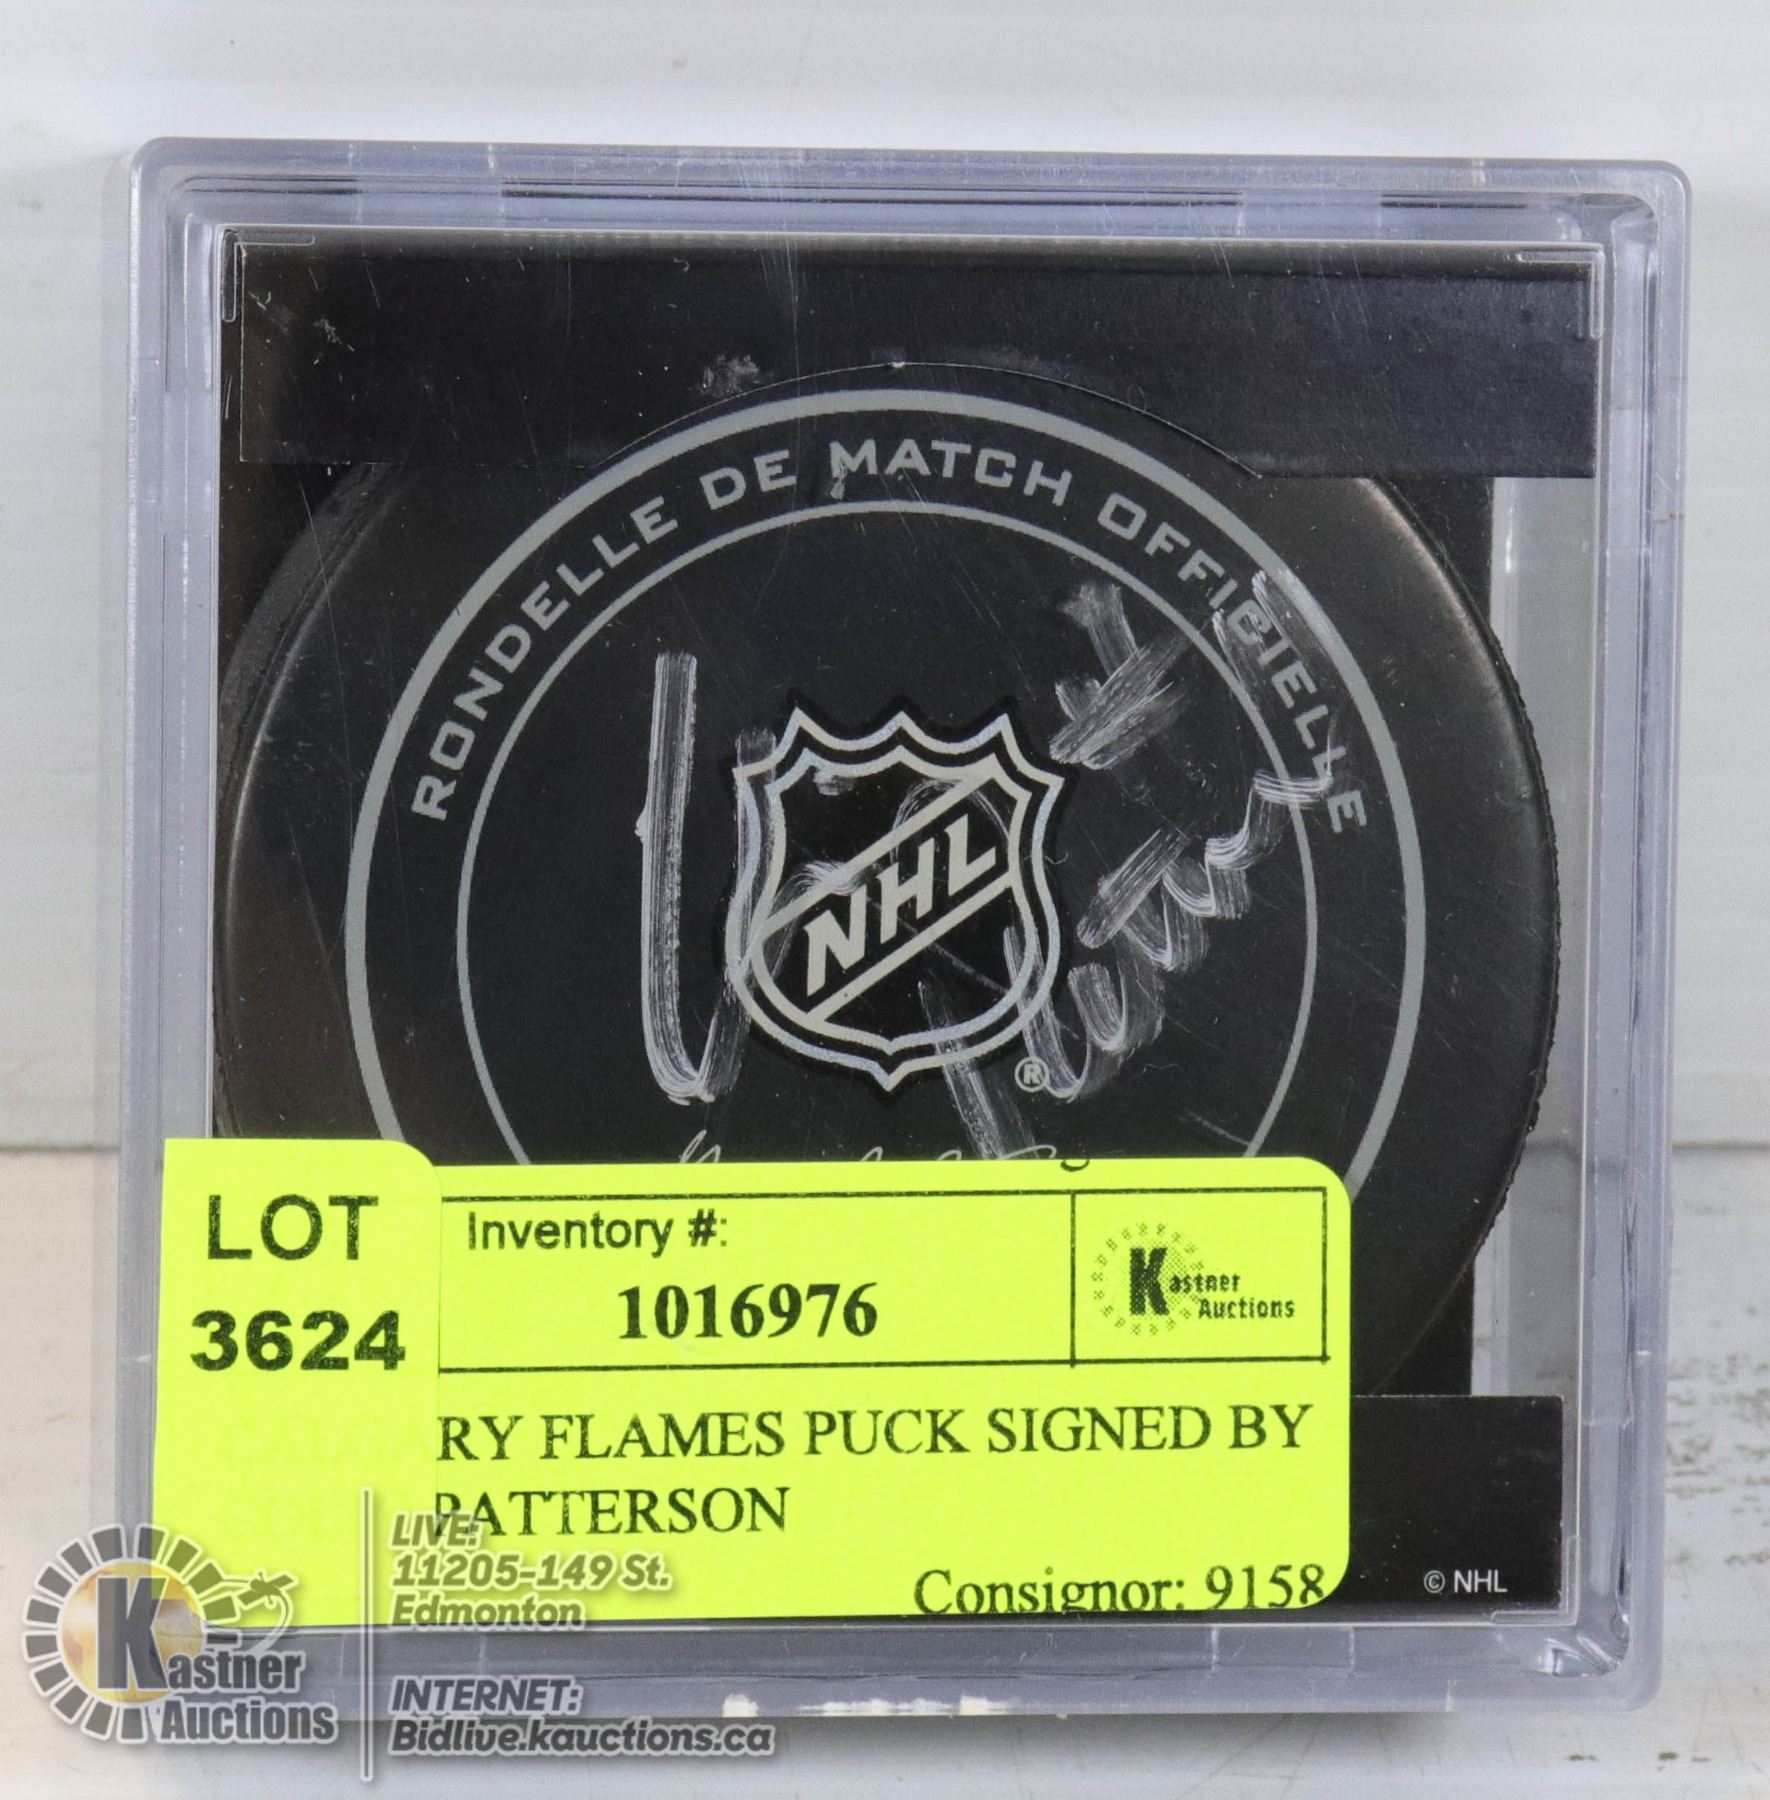 RONDELLE DE MATCH OFFICIELLE
NHL
®
LOT
3624
Inventory #:
1016976
Kastner
Auctions
RY FLAMES PUCK SIGNED BY
PATTERSON
Consignor: 9158
© NHL
Kastner
Auctions
LIVE:
11205-149 St.
Edmonton
INTERNET:
Bidlive.kauctions.ca